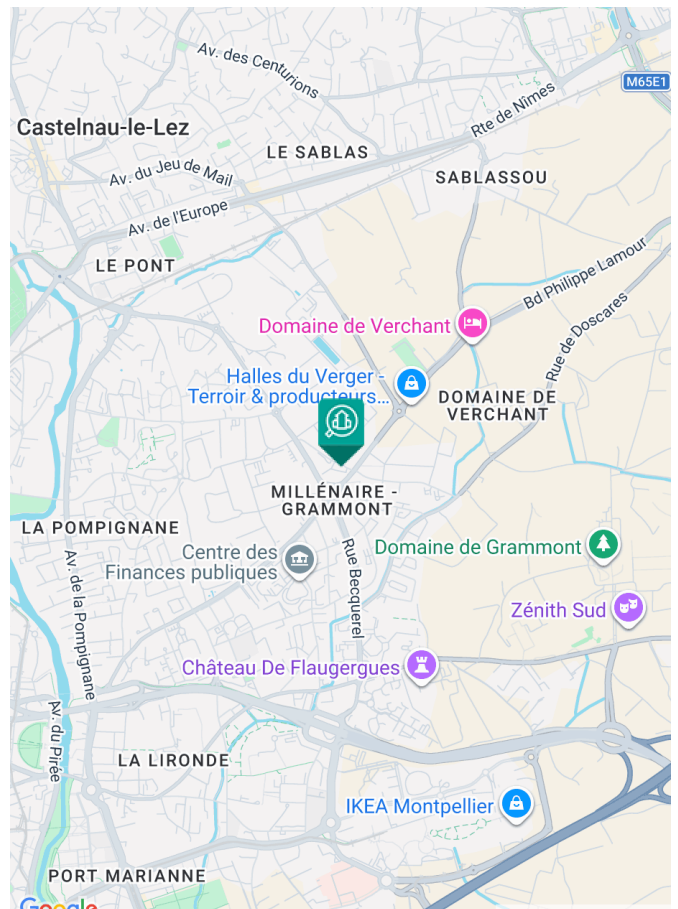 Av. des Centurions
M65E1
Rte de Nîmes
Castelnau-le-Lez
LE SABLAS
Av. du Jeu de Mail
SABLASSOU
Av. de l'Europe
LE PONT
Bd Philippe Lamour
Rue de Doscares
Domaine de Verchant
Halles du Verger -
Terroir & producteurs...
DOMAINE DE
VERCHANT
MILLÉNAIRE -
GRAMMONT
LA POMPIGNANE
Centre des
Finances publiques
Rue Becquerel
Domaine de Grammont
Av. de la Pompignane
Zénith Sud
Château De Flaugergues
Av. du Pirée
LA LIRONDE
IKEA Montpellier
PORT MARIANNE
Google